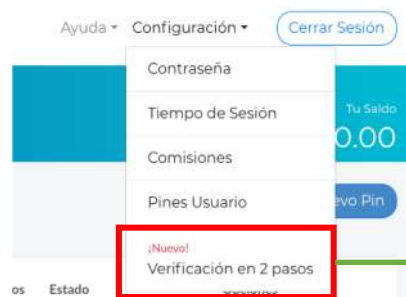 Ayuda Configuración Cerrar Sesión
Contraseña
Tiempo de Sesión
Tu Saldo
0.00
Comisiones
Pines Usuario
evo Pin
¡Nuevo!
Verificación en 2 pasos
os Estado